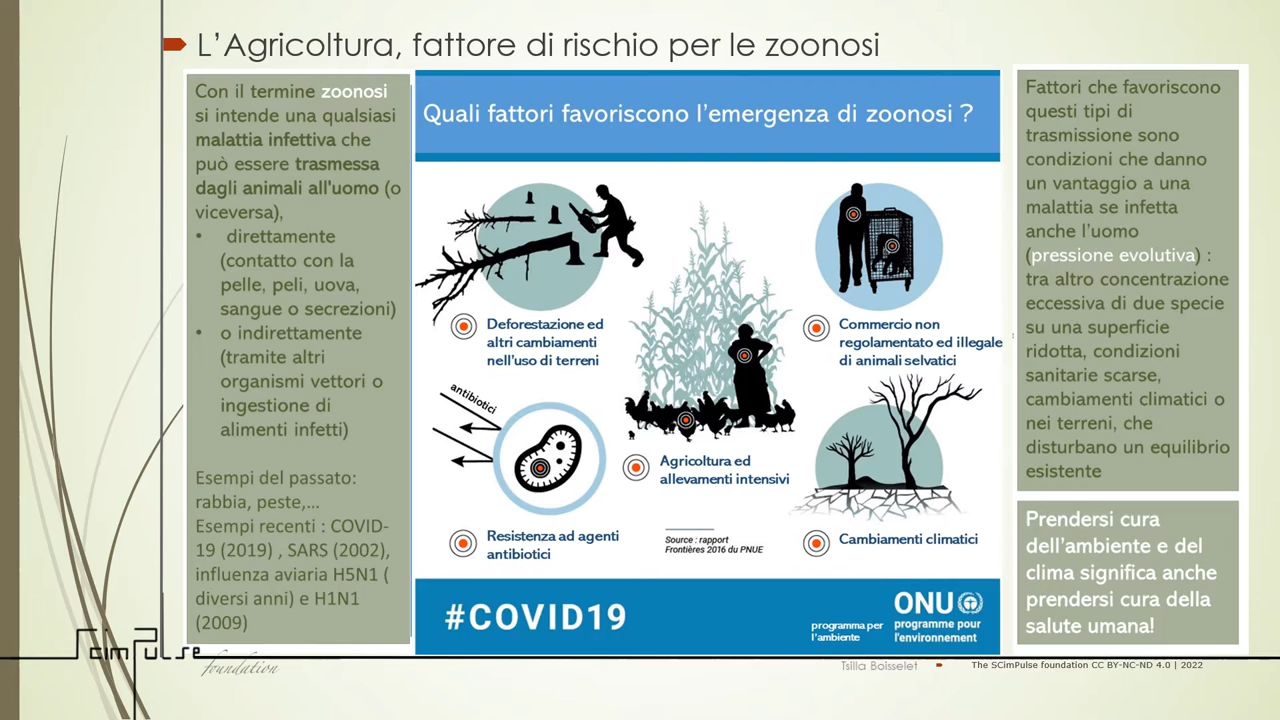 L'Agricoltura, fattore di rischio per le zoonosi
Con il termine zoonosi
si intende una qualsiasi
malattia infettiva che
può essere trasmessa
dagli animali all'uomo (o
viceversa),
• direttamente
(contatto con la
pelle, peli, uova,
sangue o secrezioni)
• o indirettamente
(tramite altri
organismi vettori o
ingestione di
alimenti infetti)
Esempi del passato:
rabbia, peste,...
Esempi recenti : COVID-
19 (2019) , SARS (2002),
influenza aviaria H5N1 (
diversi anni) e H1N1
(2009)
Quali fattori favoriscono l'emergenza di zoonosi ?
Deforestazione ed
altri cambiamenti
nell'uso di terreni
Commercio non
regolamentato ed illegale
di animali selvatici
antibiotici
Agricoltura ed
allevamenti intensivi
Resistenza ad agenti
antibiotici
Source : rapport
Frontières 2016 du PNUE
Cambiamenti climatici
#COVID19
programma per
l'ambiente
ONU
programme pour
l'environnement
Fattori che favoriscono
questi tipi di
trasmissione sono
condizioni che danno
un vantaggio a una
malattia se infetta
anche l'uomo
(pressione evolutiva) :
tra altro concentrazione
eccessiva di due specie
su una superficie
ridotta, condizioni
sanitarie scarse,
cambiamenti climatici o
nei terreni, che
disturbano un equilibrio
esistente
Prendersi cura
dell'ambiente e del
clima significa anche
prendersi cura della
salute umana!
SCimPulse
foundation
Tsilla Boisselet
The SCimPulse foundation CC BY-NC-ND 4.0 | 2022